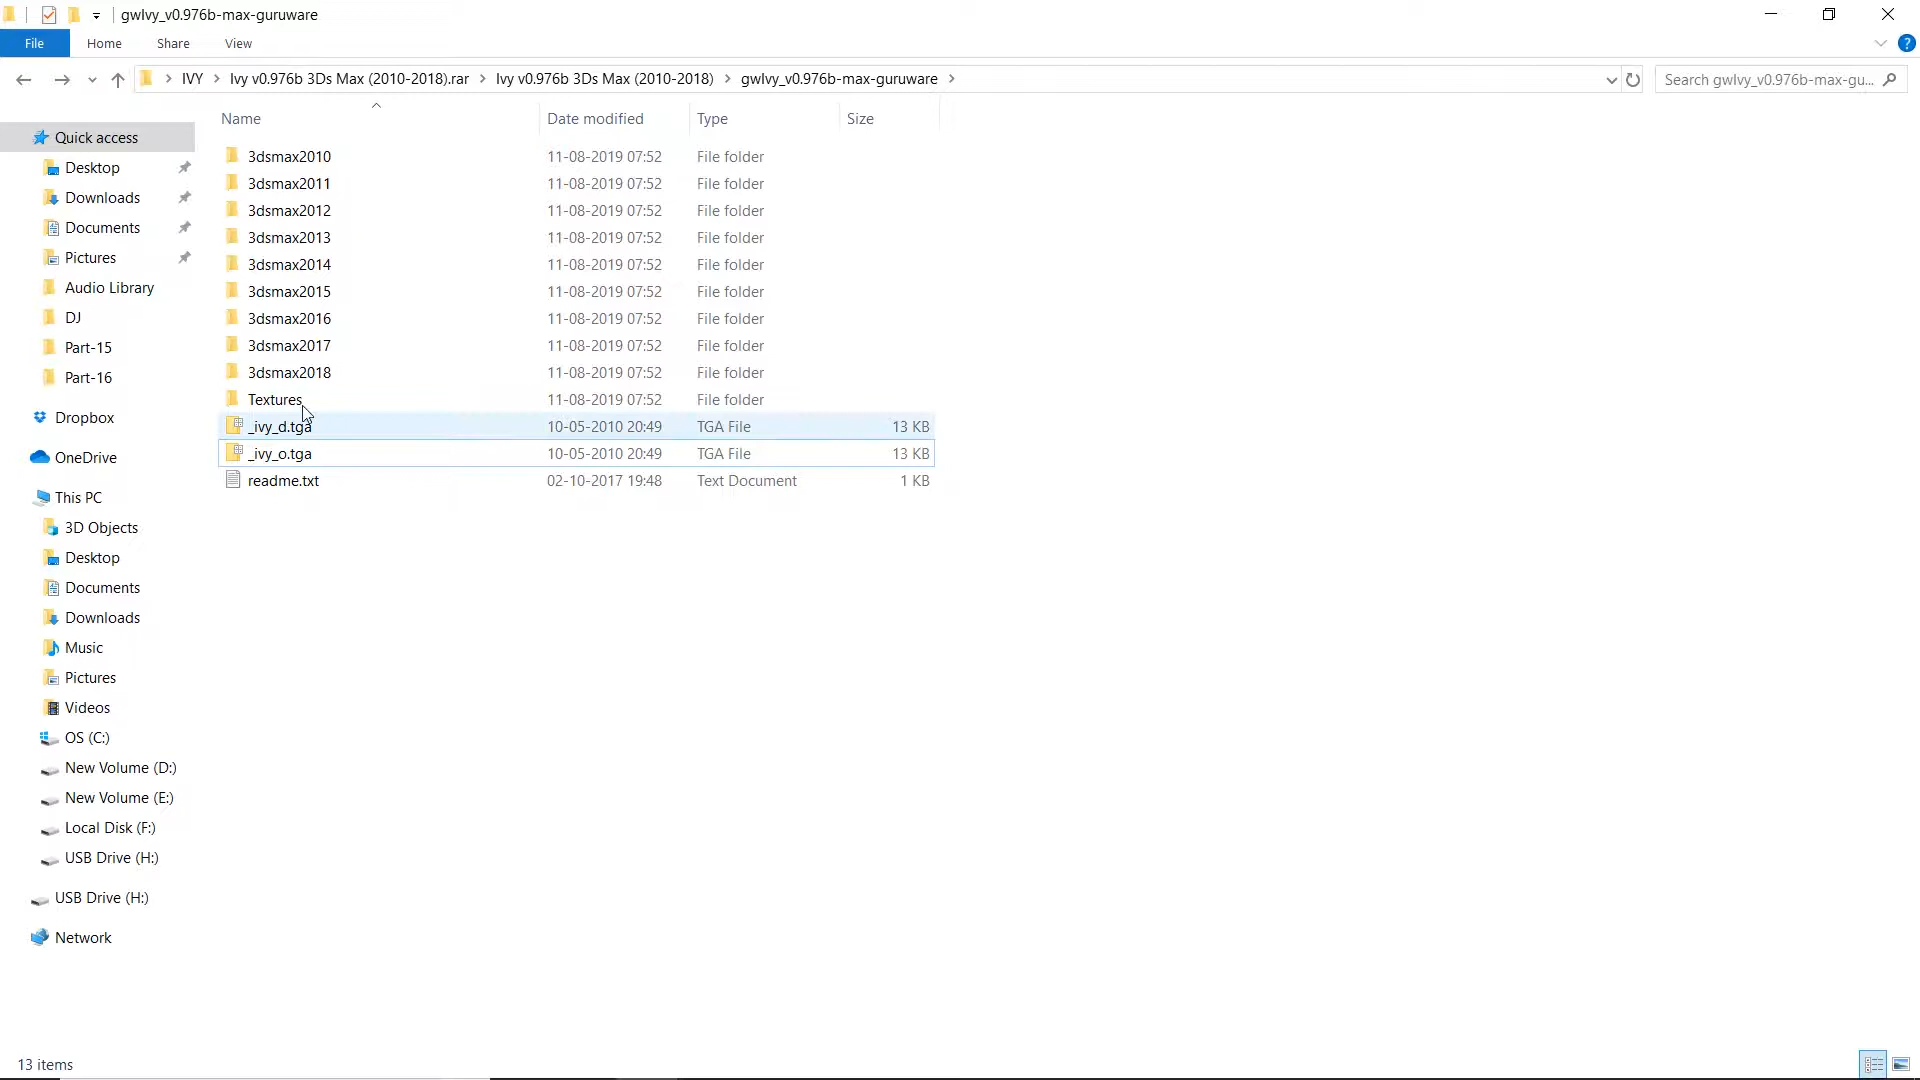 gwIvy_v0.976b-max-guruware
File Home Share View
IVY Ivy v0.976b 3Ds Max (2010-2018).rar Ivy v0.976b 3Ds Max (2010-2018) gwIvy_v0.976b-max-guruware
Search gwIvy_v0.976b-max-gu...
Name Date modified Type Size
3dsmax2010 11-08-2019 07:52 File folder
3dsmax2011 11-08-2019 07:52 File folder
3dsmax2012 11-08-2019 07:52 File folder
3dsmax2013 11-08-2019 07:52 File folder
3dsmax2014 11-08-2019 07:52 File folder
3dsmax2015 11-08-2019 07:52 File folder
3dsmax2016 11-08-2019 07:52 File folder
3dsmax2017 11-08-2019 07:52 File folder
3dsmax2018 11-08-2019 07:52 File folder
Textures 11-08-2019 07:52 File folder
_ivy_d.tga 10-05-2010 20:49 TGA File 13 KB
_ivy_o.tga 10-05-2010 20:49 TGA File 13 KB
readme.txt 02-10-2017 19:48 Text Document 1 KB
Quick access
Desktop
Downloads
Documents
Pictures
Audio Library
DJ
Part-15
Part-16
Dropbox
OneDrive
This PC
3D Objects
Desktop
Documents
Downloads
Music
Pictures
Videos
OS (C:)
New Volume (D:)
New Volume (E:)
Local Disk (F:)
USB Drive (H:)
USB Drive (H:)
Network
13 items